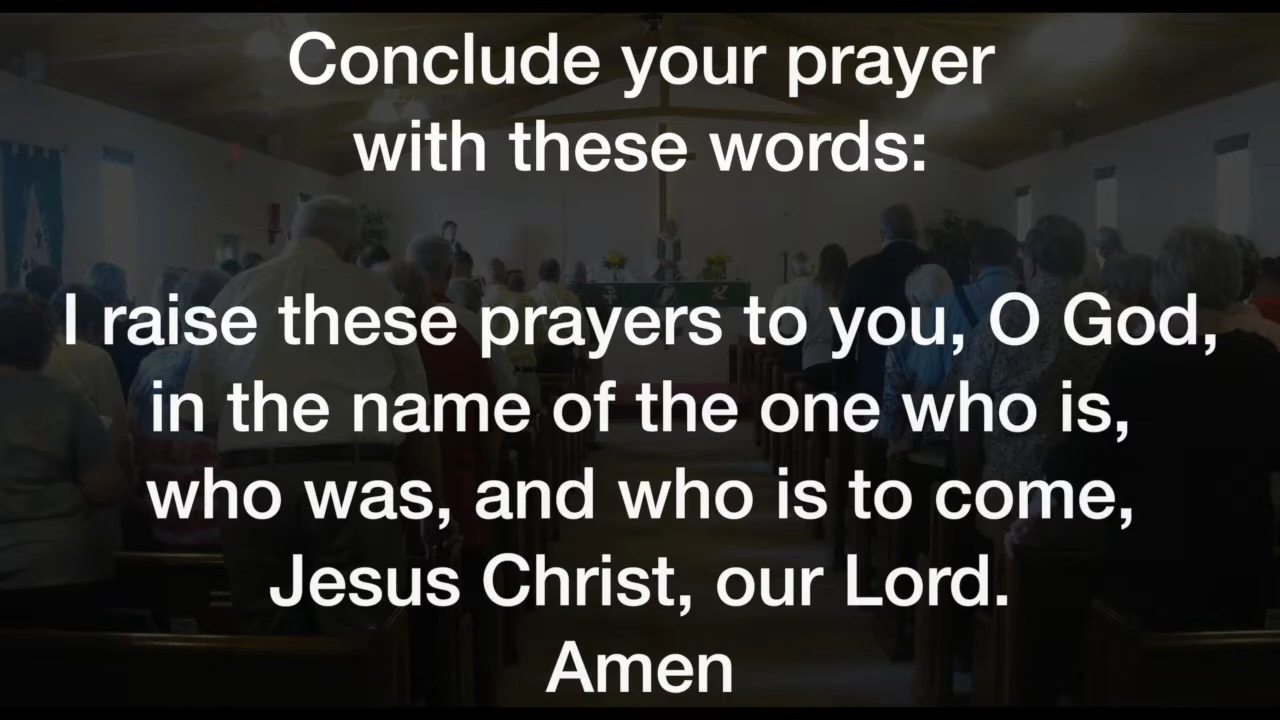 Conclude your prayer
with these words:
I raise these prayers to you, O God,
in the name of the one who is,
who was, and who is to come,
Jesus Christ, our Lord.
Amen